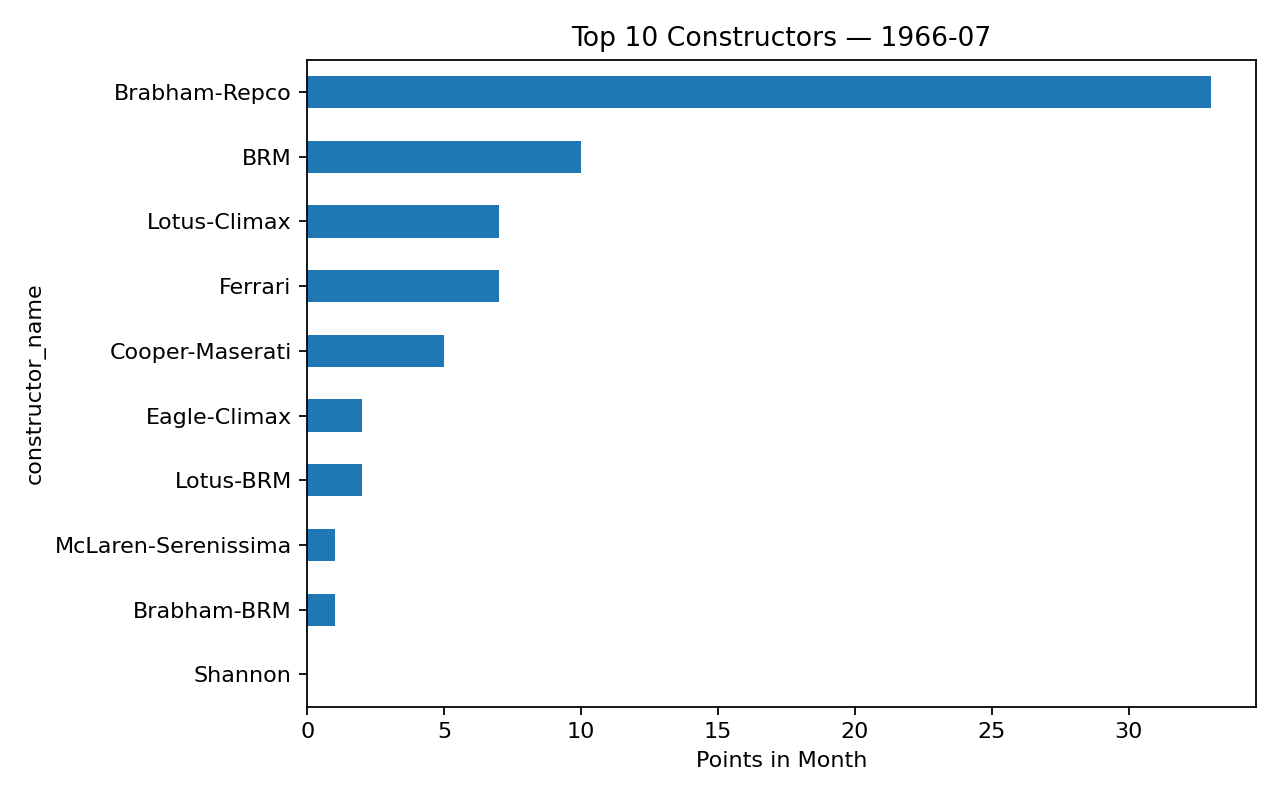 Top 10 Constructors — 1966-07
constructor_name
Brabham-Repco
BRM
Lotus-Climax
Ferrari
Cooper-Maserati
Eagle-Climax
Lotus-BRM
McLaren-Serenissima
Brabham-BRM
Shannon
0 5 10 15 20 25 30
Points in Month